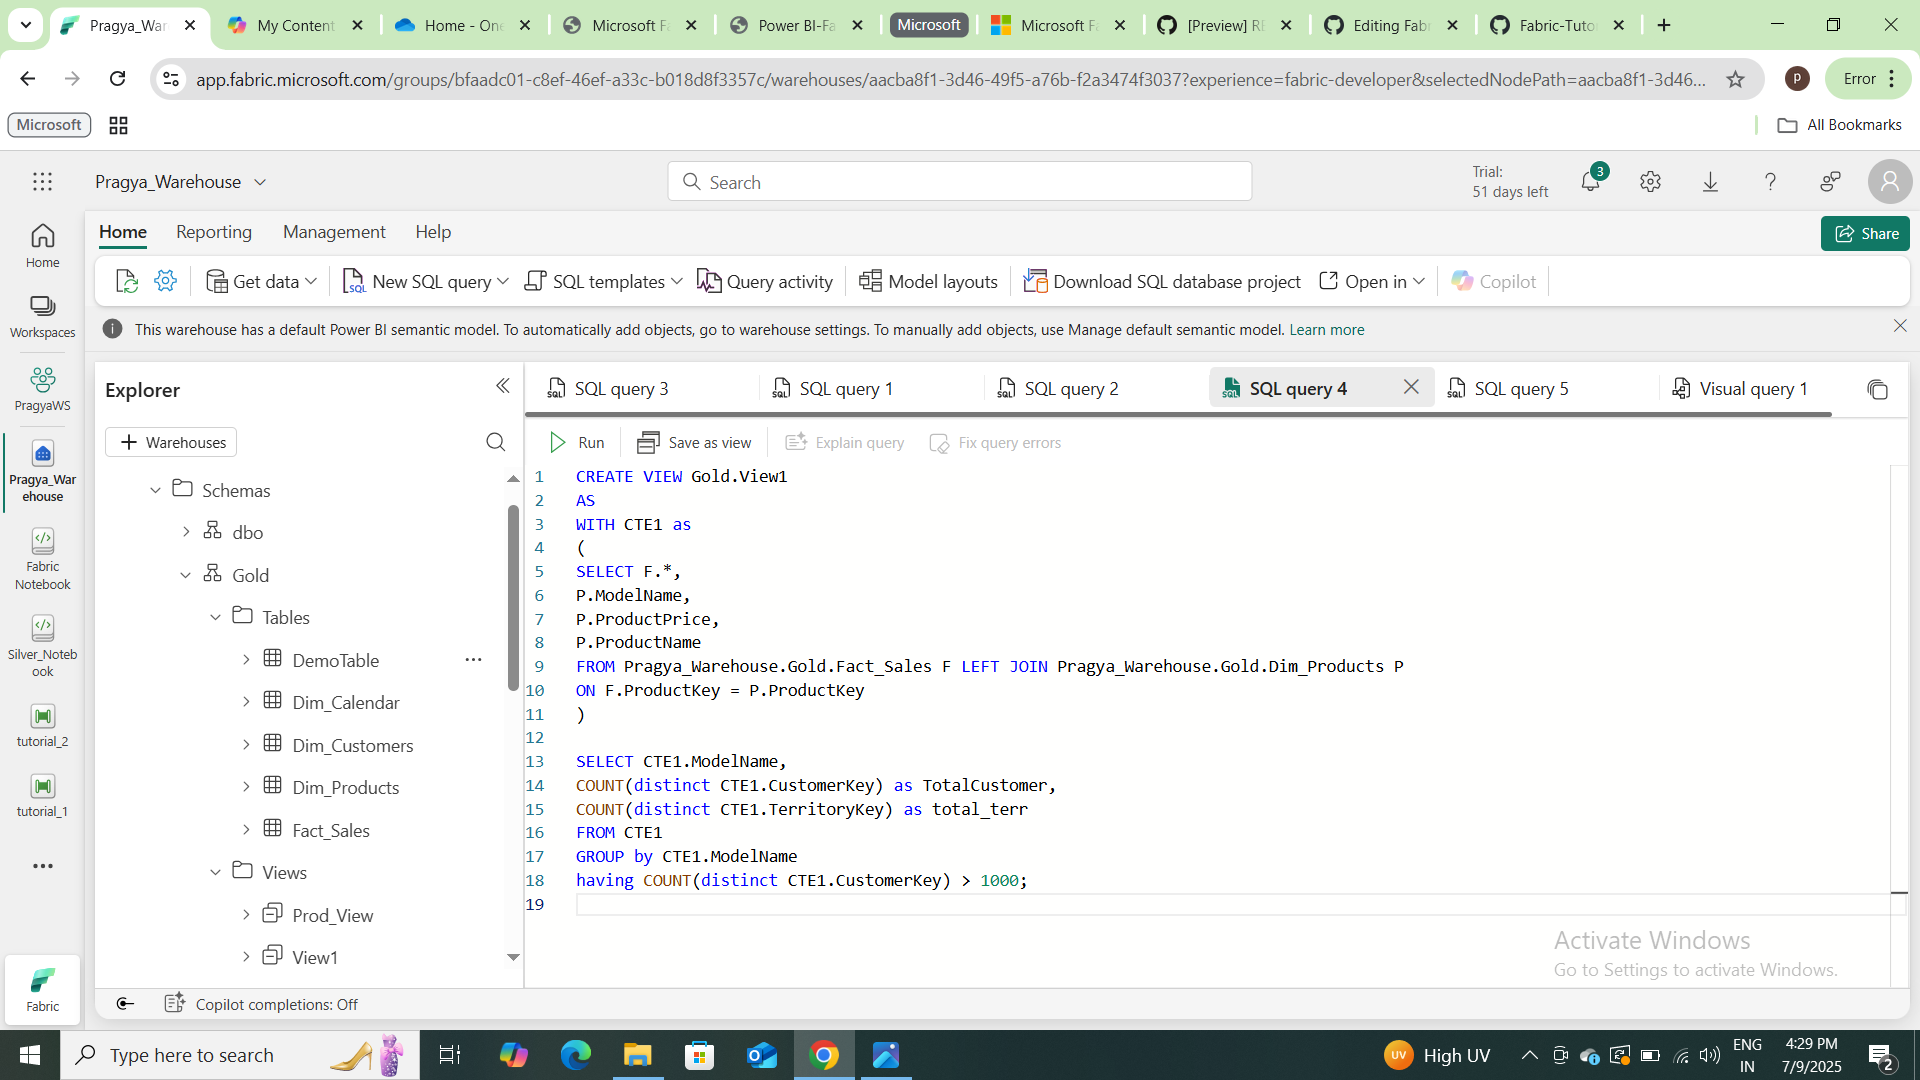 Pragya_War
My Content
Home - One
Microsoft Fa
Power BI-Fa
Microsoft
Microsoft Fa
[Preview] RE
Editing Fabr
Fabric-Tuto
app.fabric.microsoft.com/groups/bfaadc01-c8ef-46ef-a33c-b018d8f3357c/warehouses/aacba8f1-3d46-49f5-a76b-f2a3474f3037?experience=fabric-developer&selectedNodePath=aacba8f1-3d46...
P
Error
Microsoft
All Bookmarks
Pragya_Warehouse
Search
Trial:
51 days left
3
Home
Reporting
Management
Help
Share
Get data
New SQL query
SQL templates
Query activity
Model layouts
Download SQL database project
Open in
Copilot
This warehouse has a default Power BI semantic model. To automatically add objects, go to warehouse settings. To manually add objects, use Manage default semantic model. Learn more
Home
Workspaces
PragyaWS
Pragya_War
ehouse
Fabric
Notebook
Silver_Noteb
ook
tutorial_2
tutorial_1
Fabric
Explorer
Warehouses
Schemas
dbo
Gold
Tables
DemoTable
Dim_Calendar
Dim_Customers
Dim_Products
Fact_Sales
Views
Prod_View
View1
SQL query 3
SQL query 1
SQL query 2
SQL query 4
SQL query 5
Visual query 1
Run
Save as view
Explain query
Fix query errors
1 CREATE VIEW Gold.View1
2 AS
3 WITH CTE1 as
4 (
5 SELECT F.*,
6 P.ModelName,
7 P.ProductPrice,
8 P.ProductName
9 FROM Pragya_Warehouse.Gold.Fact_Sales F LEFT JOIN Pragya_Warehouse.Gold.Dim_Products P
10 ON F.ProductKey = P.ProductKey
11 )
12
13 SELECT CTE1.ModelName,
14 COUNT(distinct CTE1.CustomerKey) as TotalCustomer,
15 COUNT(distinct CTE1.TerritoryKey) as total_terr
16 FROM CTE1
17 GROUP by CTE1.ModelName
18 having COUNT(distinct CTE1.CustomerKey) > 1000;
19
Activate Windows
Go to Settings to activate Windows.
Copilot completions: Off
Type here to search
UV
High UV
ENG
IN
4:29 PM
7/9/2025
2